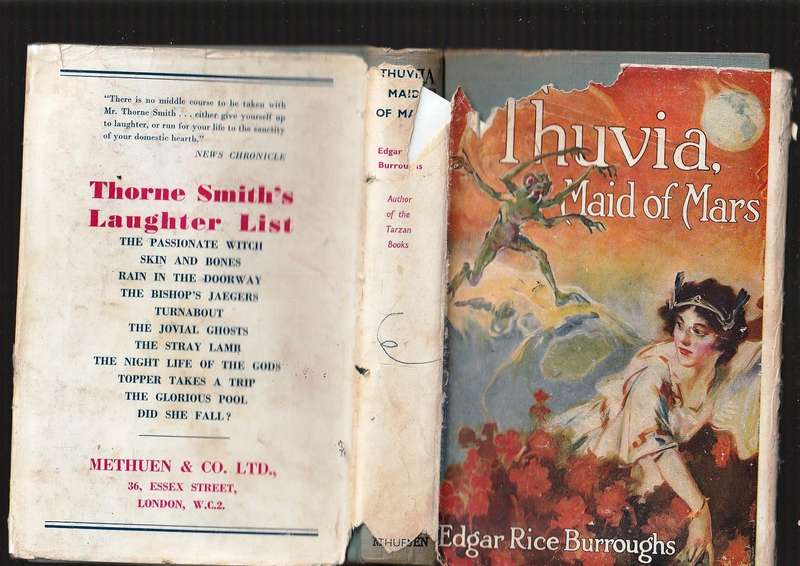 "There is no middle course to be taken with
Mr. Thorne Smith . . . either give yourself up
to laughter, or run for your life to the sanctity
of your domestic hearth."
NEWS CHRONICLE
Thorne Smith's
Laughter List
THE PASSIONATE WITCH
SKIN AND BONES
RAIN IN THE DOORWAY
THE BISHOP'S JAEGERS
TURNABOUT
THE JOVIAL GHOSTS
THE STRAY LAMB
THE NIGHT LIFE OF THE GODS
TOPPER TAKES A TRIP
THE GLORIOUS POOL
DID SHE FALL?
METHUEN & CO. LTD.,
36, ESSEX STREET,
LONDON, W.C.2.
THUVIA
MAID
OF MA
Edgar
Burroughs
Author
of the
Tarzan
Books
METHUEN
Thuvia,
Maid of Mars
Edgar Rice Burroughs